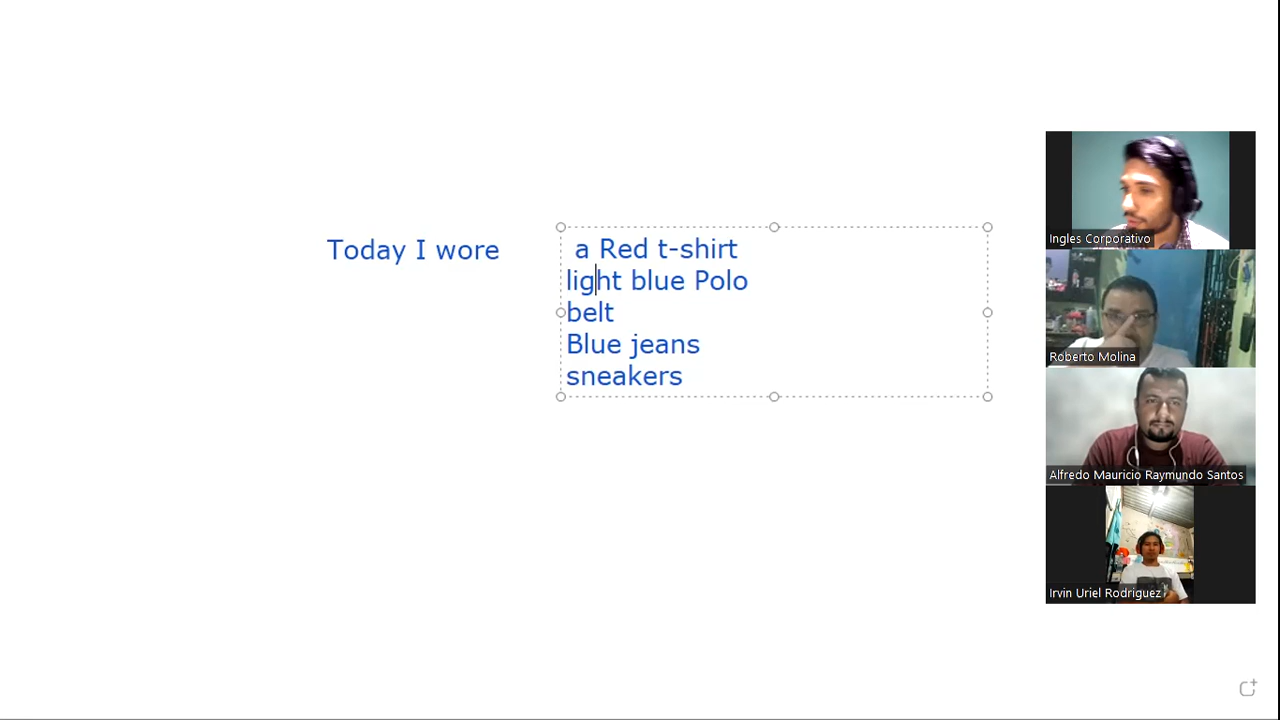 Today I wore
a Red t-shirt
light blue Polo
belt
Blue jeans
sneakers
Ingles Corporativo
Roberto Molina
Alfredo Mauricio Raymundo Santos
Irvin Uriel Rodriguez